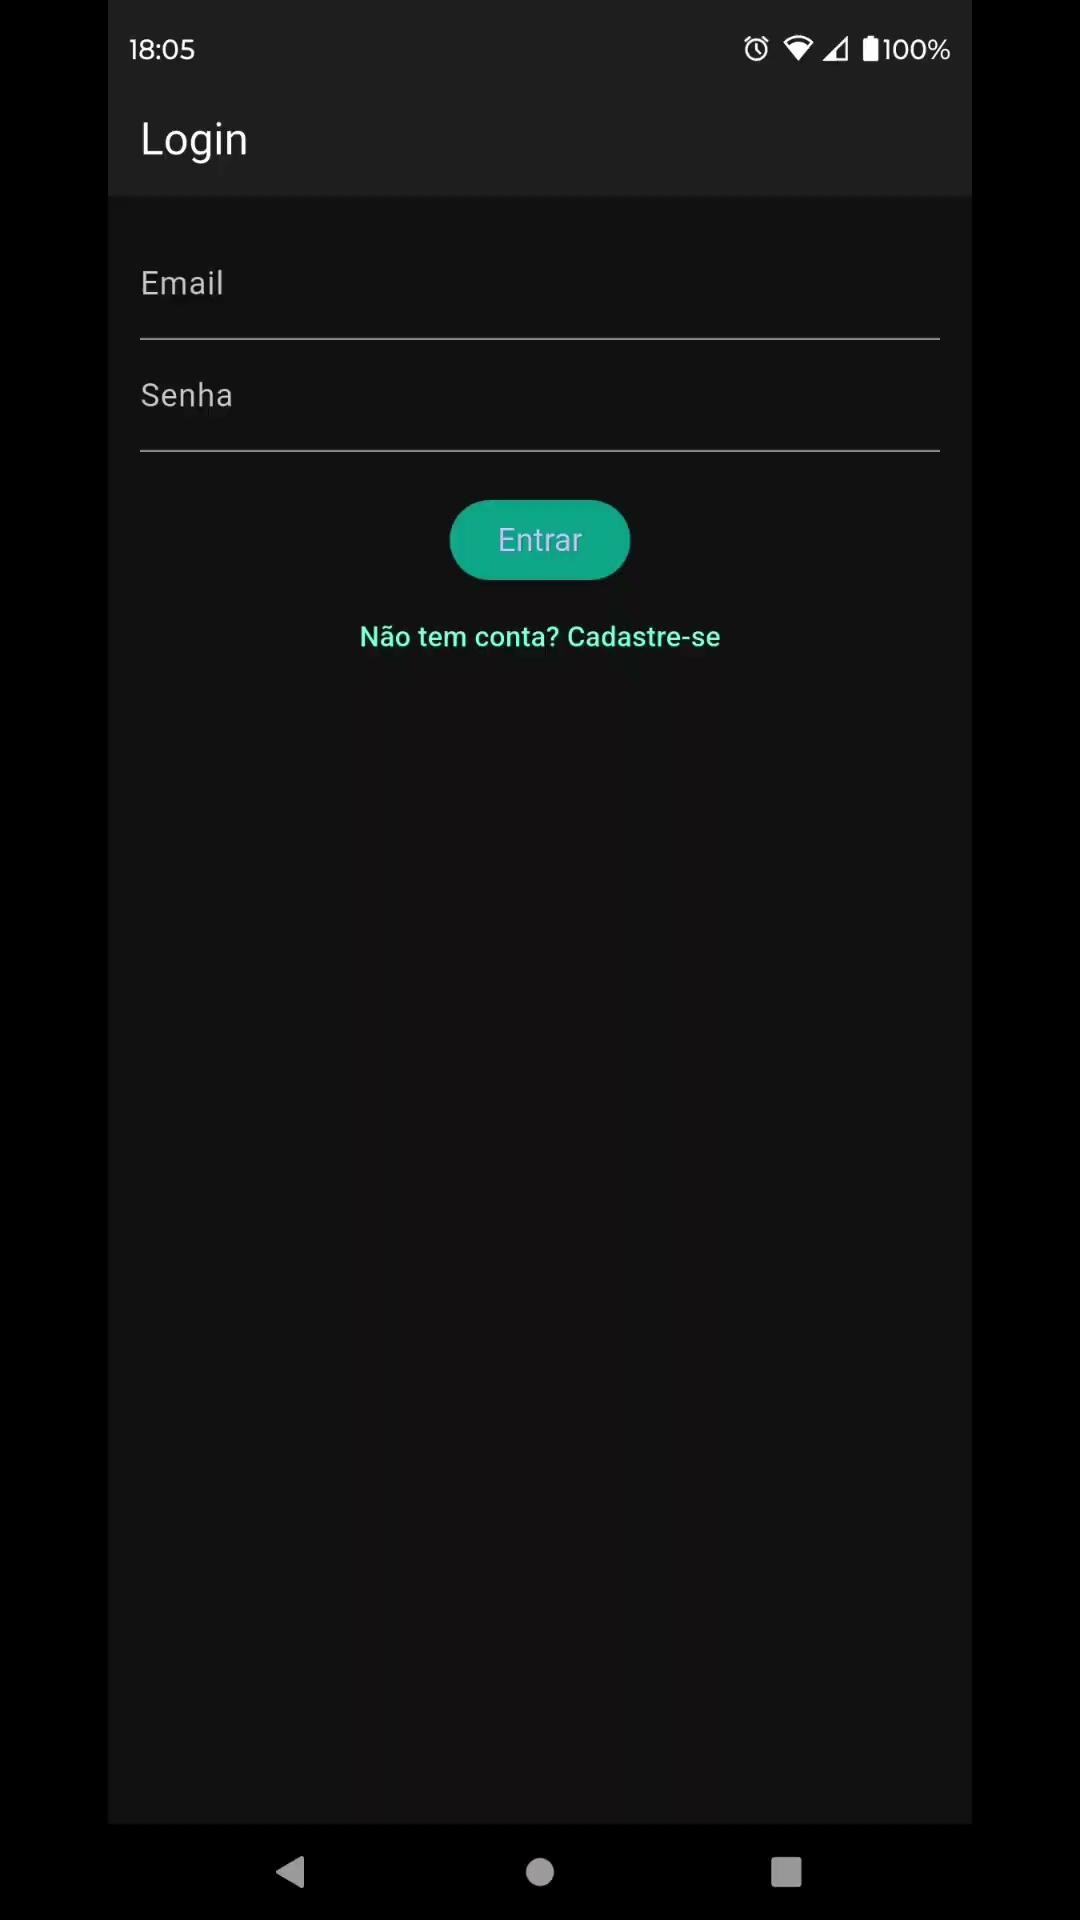 18:05 100%
Login
Email
Senha
Entrar
Não tem conta? Cadastre-se